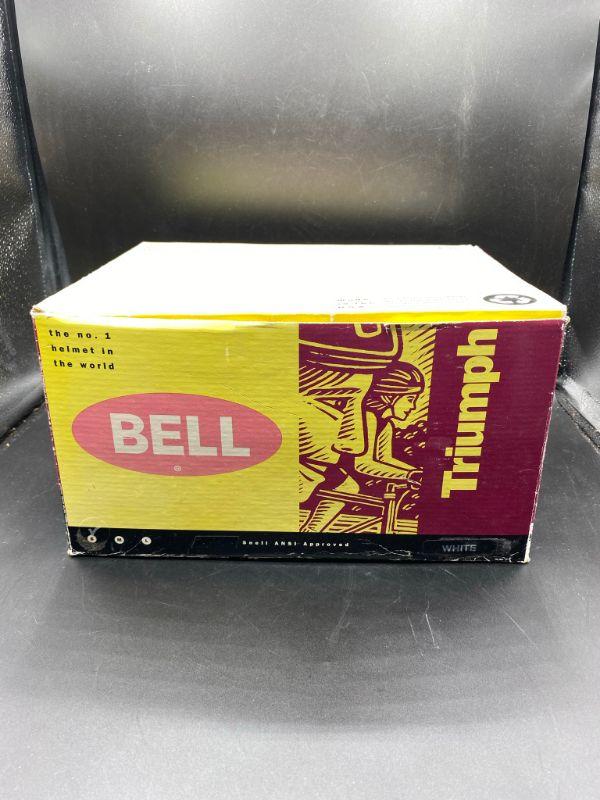 the no. 1
helmet in
the world
BELL
®
Triumph
S M L
Snell ANSI Approved
WHITE